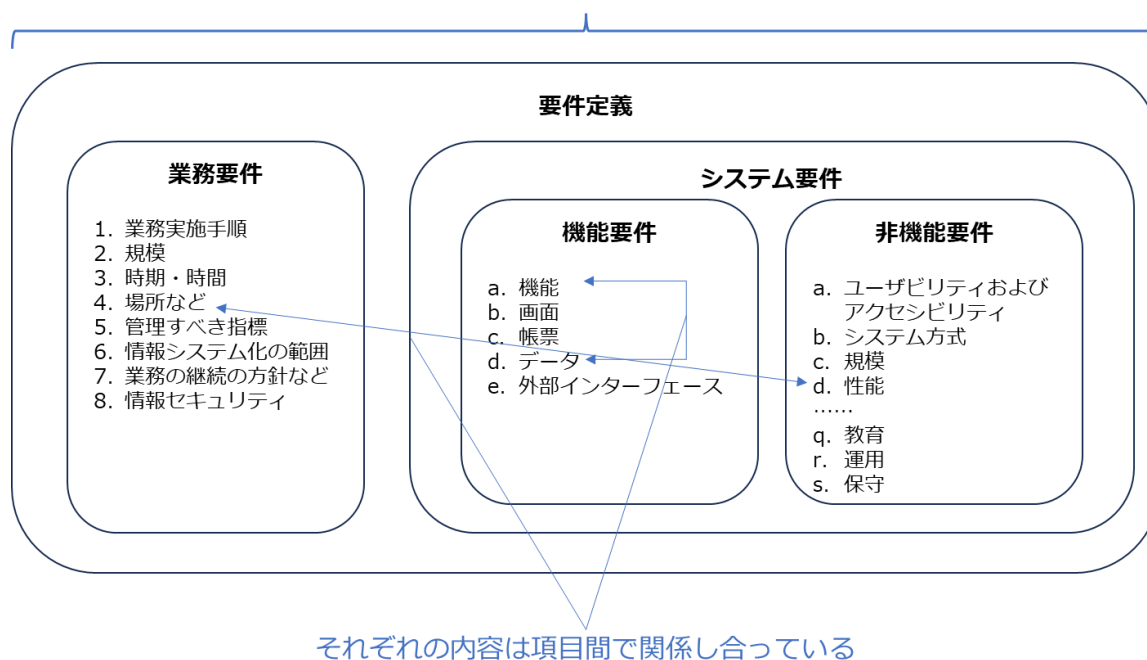 要件定義
業務要件
1. 業務実施手順
2. 規模
3. 時期・時間
4. 場所など
5. 管理すべき指標
6. 情報システム化の範囲
7. 業務の継続の方針など
8. 情報セキュリティ
システム要件
機能要件
a. 機能
b. 画面
c. 帳票
d. データ
e. 外部インターフェース
非機能要件
a. ユーザビリティおよび
アクセシビリティ
b. システム方式
c. 規模
d. 性能
……
q. 教育
r. 運用
s. 保守
それぞれの内容は項目間で関係し合っている